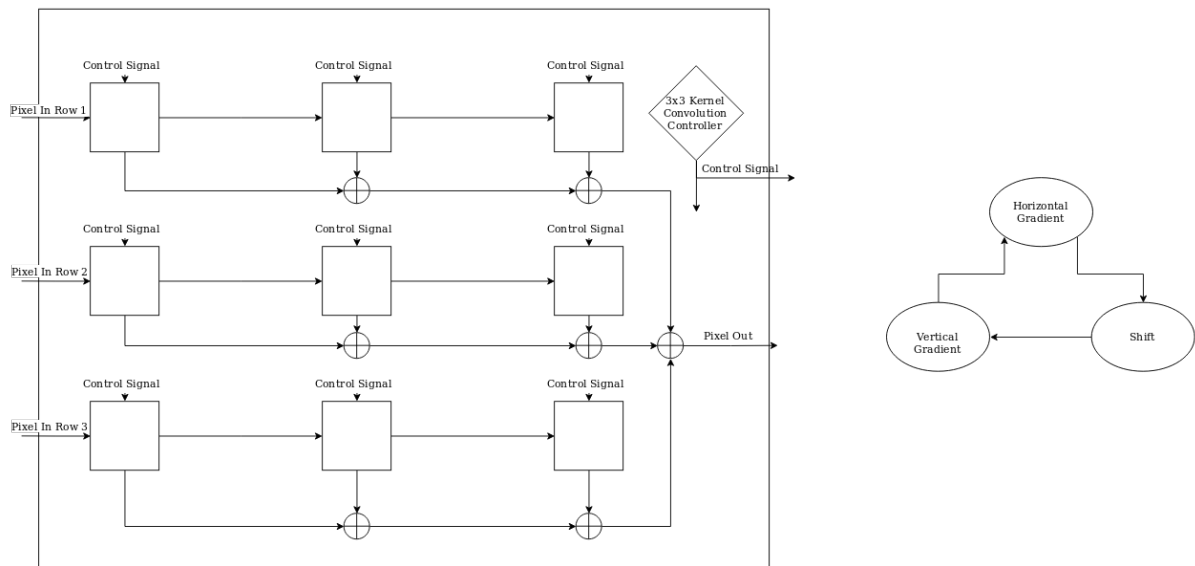 Control Signal
Control Signal
Control Signal
Pixel In Row 1
3x3 Kernel
Convolution
Controller
Control Signal
Control Signal
Control Signal
Control Signal
Pixel In Row 2
Pixel Out
Control Signal
Control Signal
Control Signal
Pixel In Row 3
Horizontal
Gradient
Vertical
Gradient
Shift